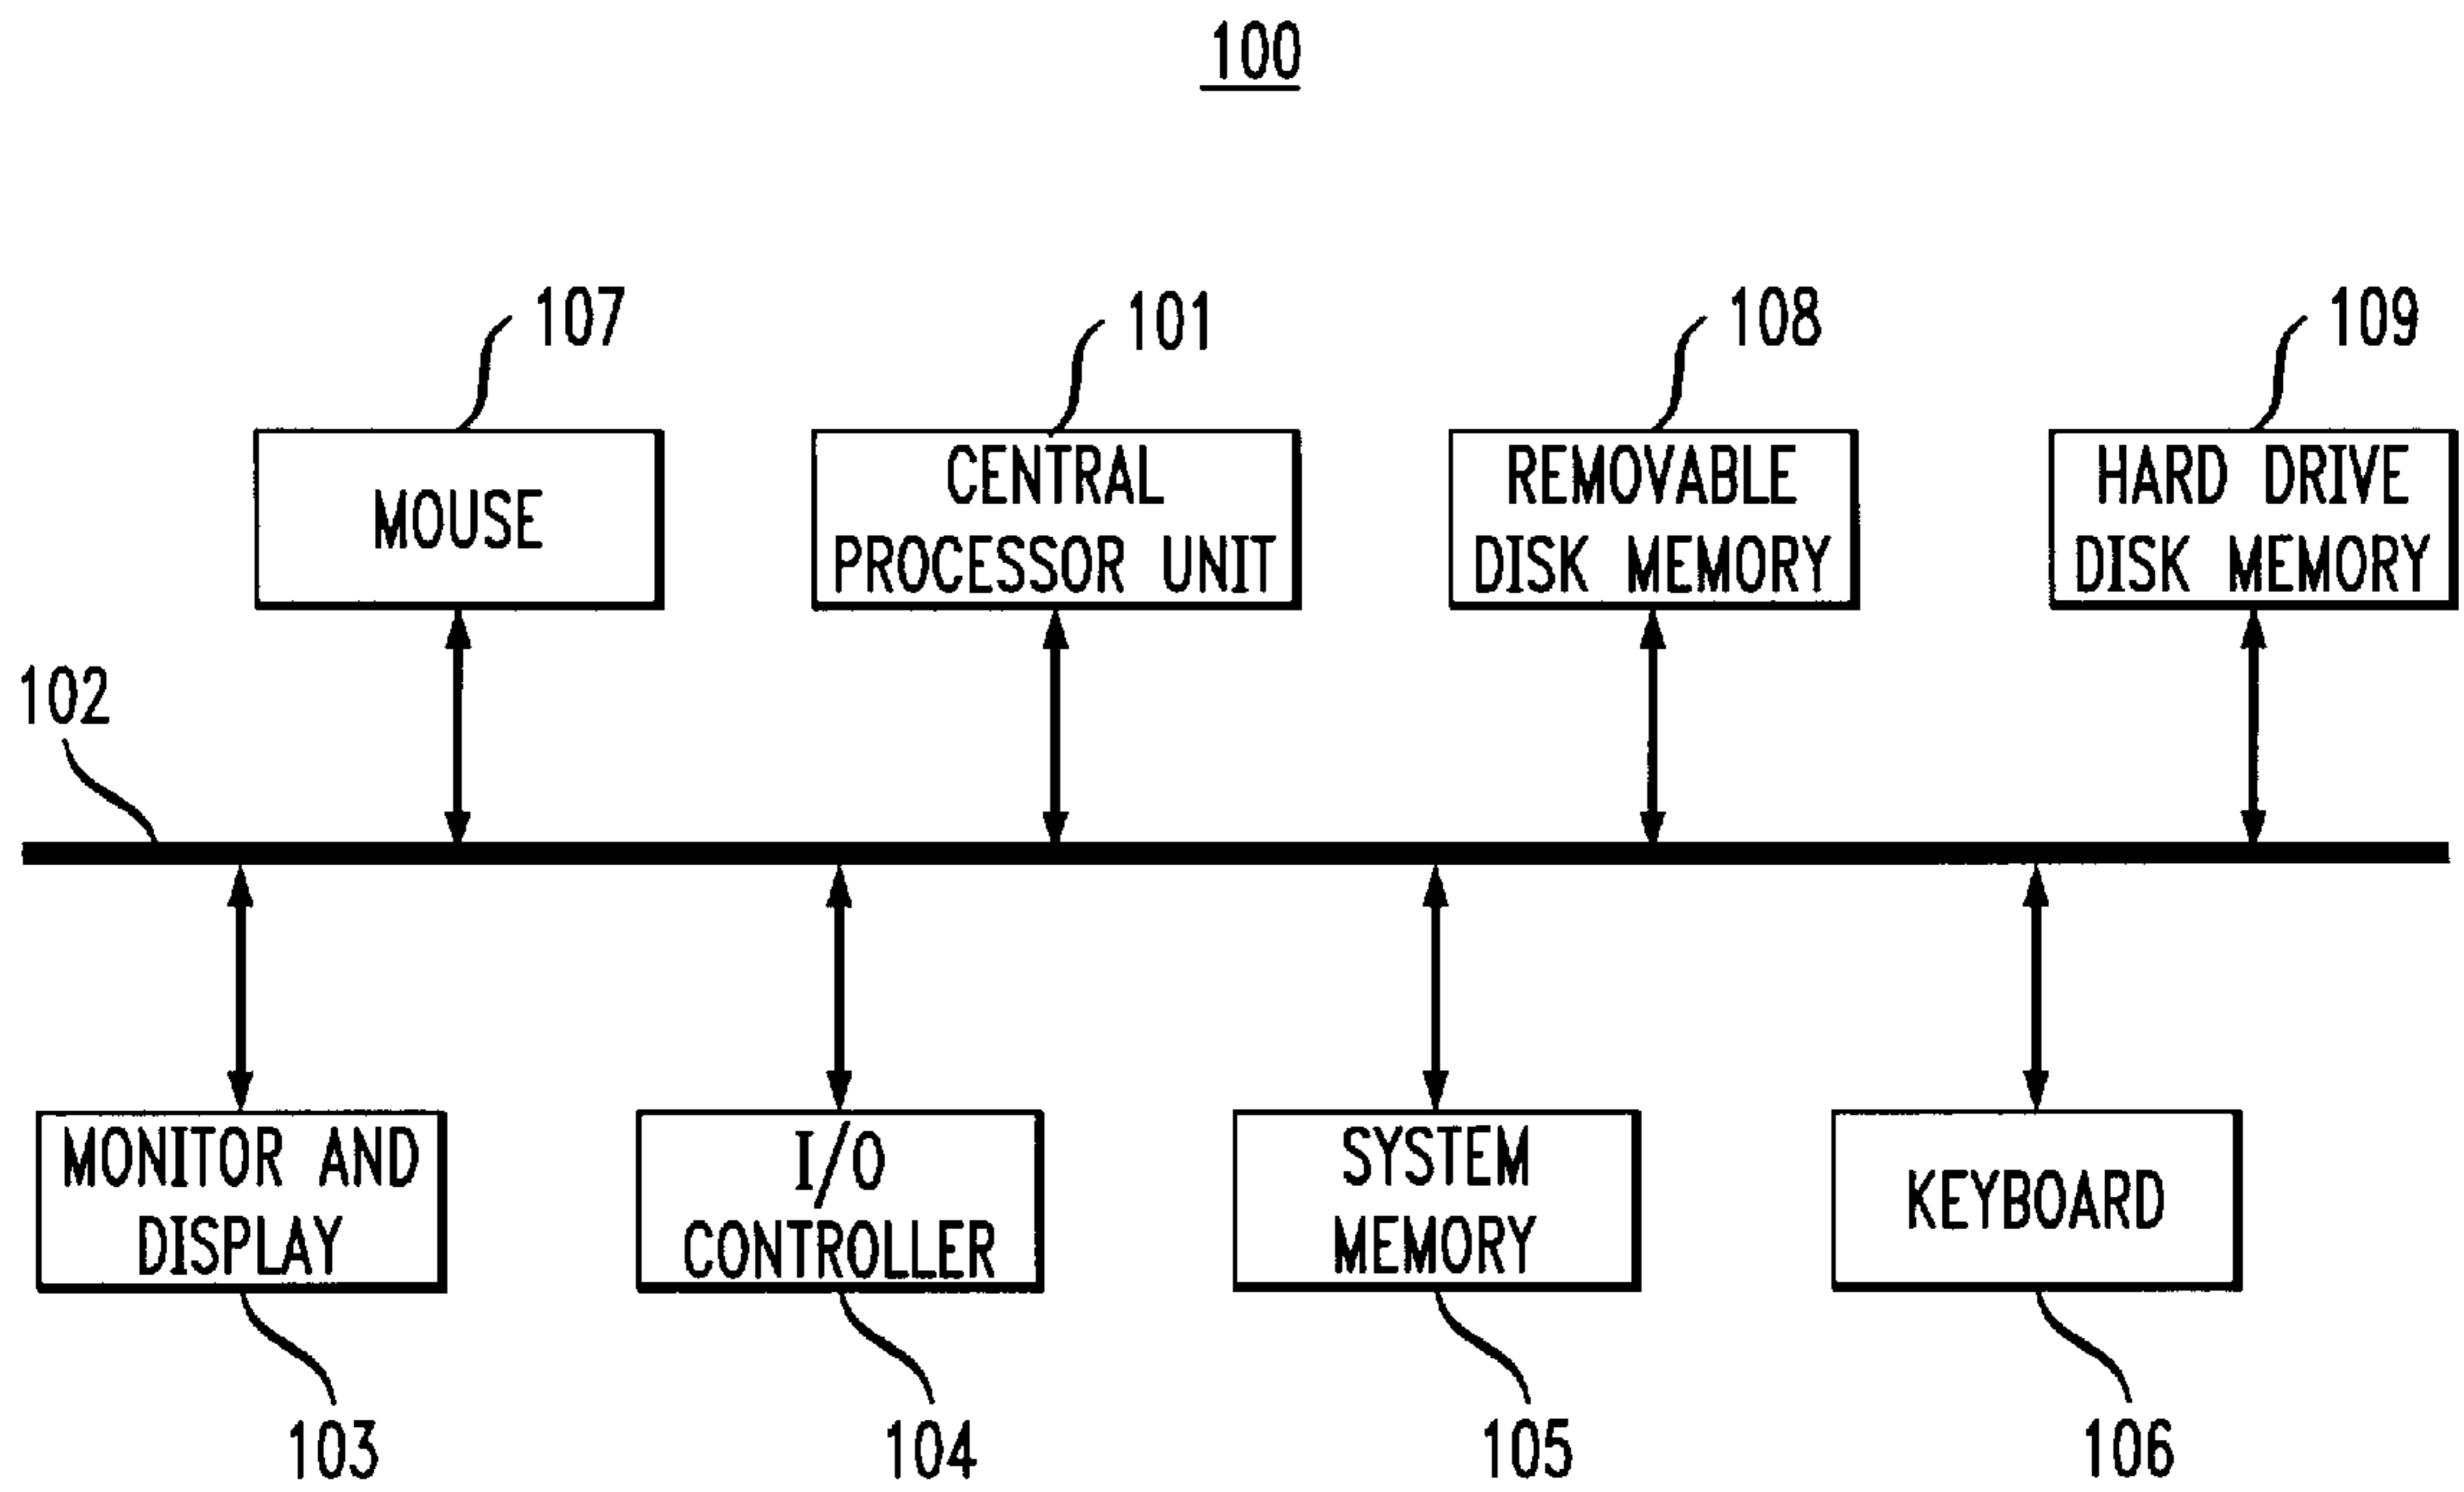 100
107
101
108
109
MOUSE
CENTRAL
PROCESSOR UNIT
REMOVABLE
DISK MEMORY
HARD DRIVE
DISK MEMORY
102
MONITOR AND
DISPLAY
I/O
CONTROLLER
SYSTEM
MEMORY
KEYBOARD
103
104
105
106